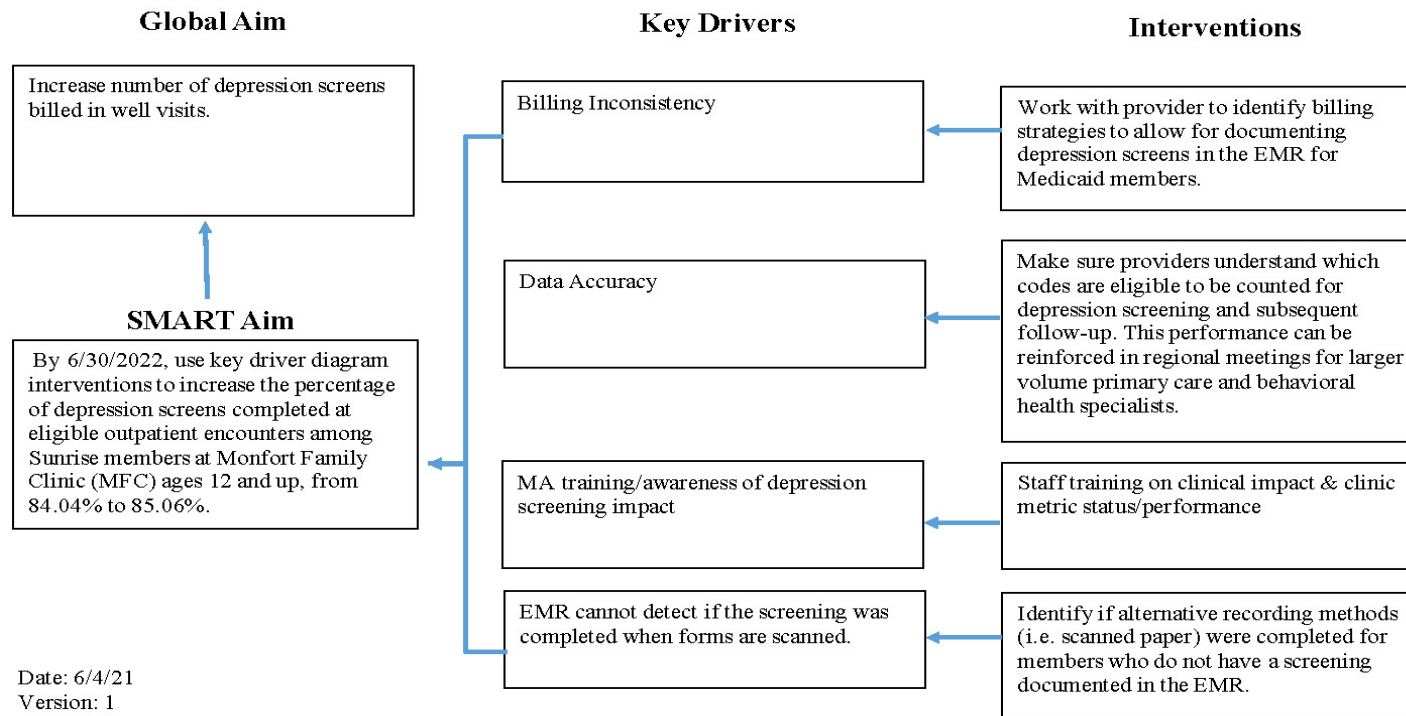 Global Aim
Increase number of depression screens
billed in well visits.
SMART Aim
By 6/30/2022, use key driver diagram
interventions to increase the percentage
of depression screens completed at
eligible outpatient encounters among
Sunrise members at Monfort Family
Clinic (MFC) ages 12 and up, from
84.04% to 85.06%.
Date: 6/4/21
Version: 1
Key Drivers
Billing Inconsistency
Data Accuracy
MA training/awareness of depression
screening impact
EMR cannot detect if the screening was
completed when forms are scanned.
Interventions
Work with provider to identify billing
strategies to allow for documenting
depression screens in the EMR for
Medicaid members.
Make sure providers understand which
codes are eligible to be counted for
depression screening and subsequent
follow-up. This performance can be
reinforced in regional meetings for larger
volume primary care and behavioral
health specialists.
Staff training on clinical impact & clinic
metric status/performance
Identify if alternative recording methods
(i.e. scanned paper) were completed for
members who do not have a screening
documented in the EMR.